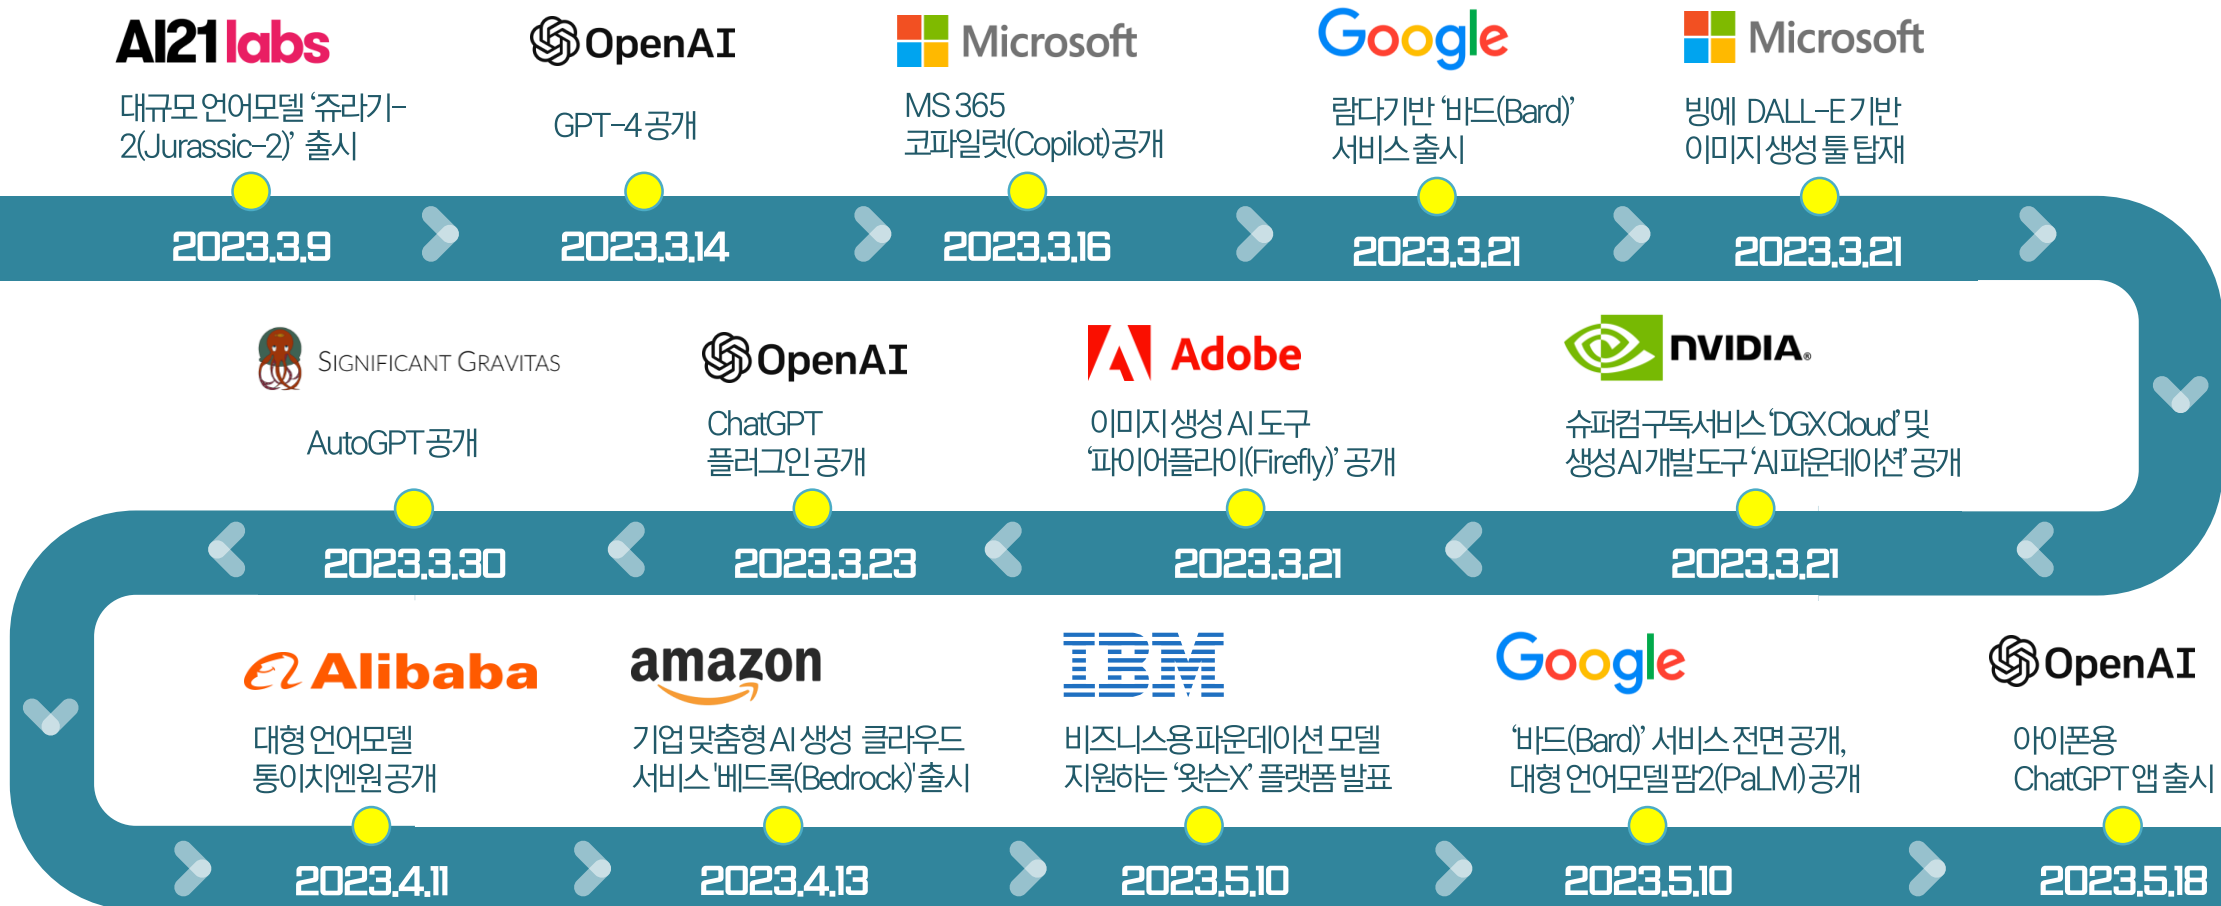 AI21 labs
대규모 언어모델 ‘쥬라기-
2(Jurassic-2)’ 출시
2023.3.9
OpenAI
GPT-4 공개
2023.3.14
Microsoft
MS 365
코파일럿(Copilot) 공개
2023.3.16
Google
람다기반 ‘바드(Bard)’
서비스 출시
2023.3.21
Microsoft
빙에 DALL-E 기반
이미지 생성 툴 탑재
2023.3.21
NVIDIA®
슈퍼컴 구독 서비스 ‘DGX Cloud’ 및
생성 AI 개발 도구 ‘AI 파운데이션’ 공개
2023.3.21
Adobe
이미지 생성 AI 도구
‘파이어플라이(Firefly)’ 공개
2023.3.21
OpenAI
ChatGPT
플러그인 공개
2023.3.23
SIGNIFICANT GRAVITAS
AutoGPT 공개
2023.3.30
Alibaba
대형 언어모델
통이치엔원 공개
2023.4.11
amazon
기업 맞춤형 AI 생성 클라우드
서비스 '베드록(Bedrock)' 출시
2023.4.13
IBM
비즈니스용 파운데이션 모델
지원하는 ‘왓슨X’ 플랫폼 발표
2023.5.10
Google
‘바드(Bard)’ 서비스 전면 공개,
대형 언어모델 팜2(PaLM) 공개
2023.5.10
OpenAI
아이폰용
ChatGPT 앱 출시
2023.5.18